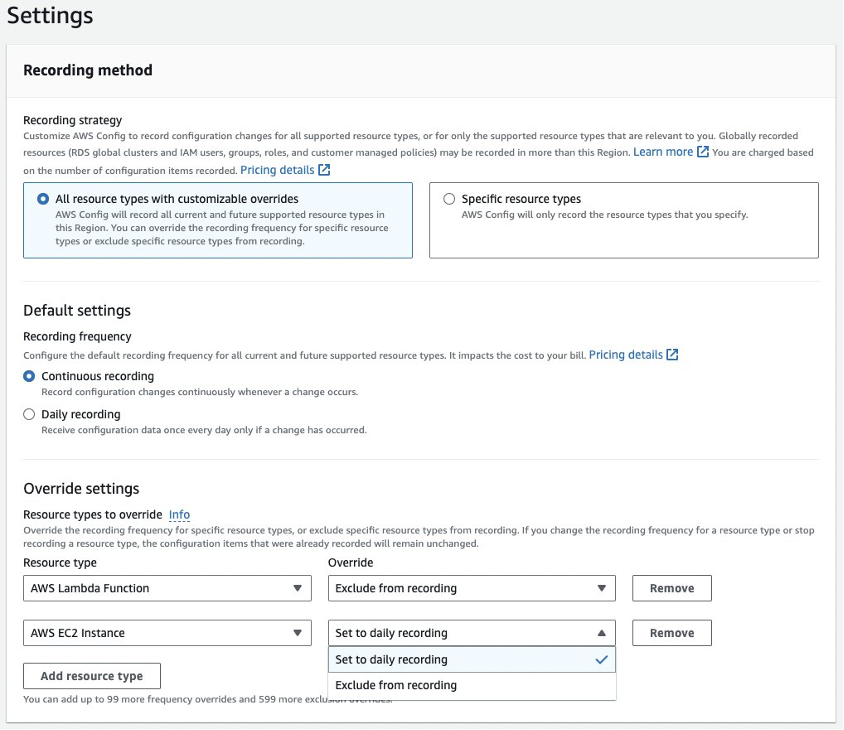 Settings
Recording method
Recording strategy
Customize AWS Config to record configuration changes for all supported resource types, or for only the supported resource types that are relevant to you. Globally recorded
resources (RDS global clusters and IAM users, groups, roles, and customer managed policies) may be recorded in more than this Region. Learn more You are charged based
on the number of configuration items recorded. Pricing details
All resource types with customizable overrides
AWS Config will record all current and future supported resource types in
this Region. You can override the recording frequency for specific resource
types or exclude specific resource types from recording.
Specific resource types
AWS Config will only record the resource types that you specify.
Default settings
Recording frequency
Configure the default recording frequency for all current and future supported resource types. It impacts the cost to your bill. Pricing details
Continuous recording
Record configuration changes continuously whenever a change occurs.
Daily recording
Receive configuration data once every day only if a change has occurred.
Override settings
Resource types to override Info
Override the recording frequency for specific resource types, or exclude specific resource types from recording. If you change the recording frequency for a resource type or stop
recording a resource type, the configuration items that were already recorded will remain unchanged.
Resource type Override
AWS Lambda Function Exclude from recording Remove
AWS EC2 Instance Set to daily recording Remove
Set to daily recording
Exclude from recording
Add resource type
You can add up to 99 more frequency overrides and 599 more exclusion overrides.